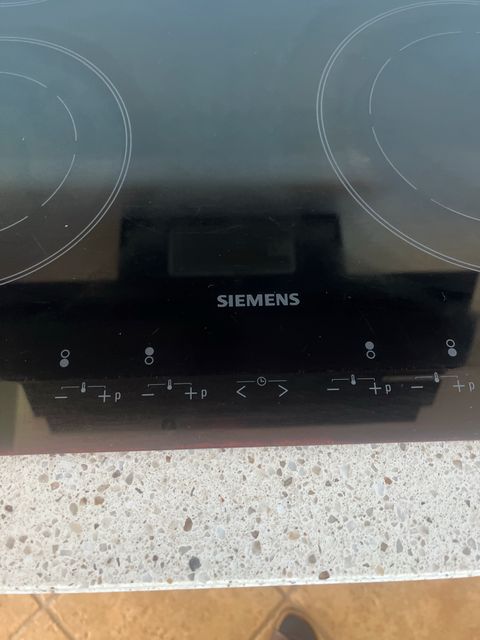 SIEMENS
− + p − + p < > − + p − + p